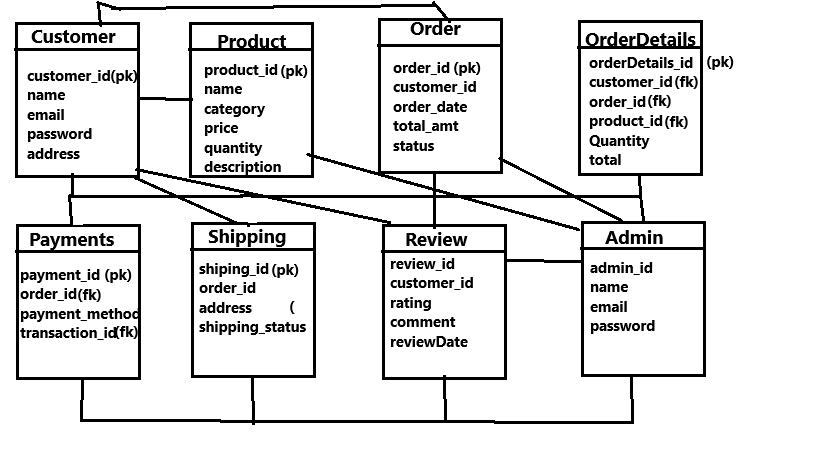 Customer
customer_id(pk)
name
email
password
address
Product
product_id (pk)
name
category
price
quantity
description
Order
order_id (pk)
customer_id
order_date
total_amt
status
OrderDetails
orderDetails_id (pk)
customer_id (fk)
order_id (fk)
product_id (fk)
Quantity
total
Payments
payment_id (pk)
order_id (fk)
payment_method
transaction_id(fk)
Shipping
shiping_id (pk)
order_id
address (
shipping_status
Review
review_id
customer_id
rating
comment
reviewDate
Admin
admin_id
name
email
password